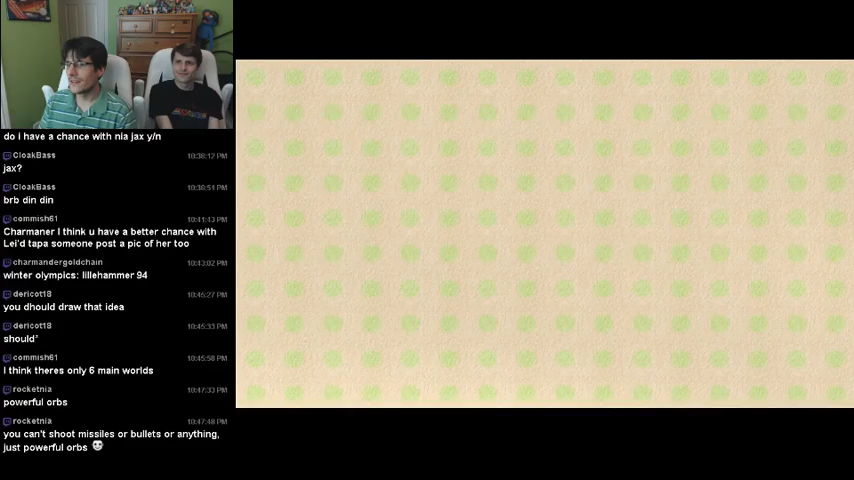 do i have a chance with nia jax y/n
CloakBass 10:38:12 PM
jax?
CloakBass 10:38:51 PM
brb din din
commish61 10:41:43 PM
Charmaner I think u have a better chance with
Lei'd tapa someone post a pic of her too
charmandergoldchain 10:43:02 PM
winter olympics: lillehammer 94
dericot18 10:45:27 PM
you dhould draw that idea
dericot18 10:45:33 PM
should*
commish61 10:45:58 PM
I think theres only 6 main worlds
rocketnia 10:47:33 PM
powerful orbs
rocketnia 10:47:48 PM
you can't shoot missiles or bullets or anything,
just powerful orbs